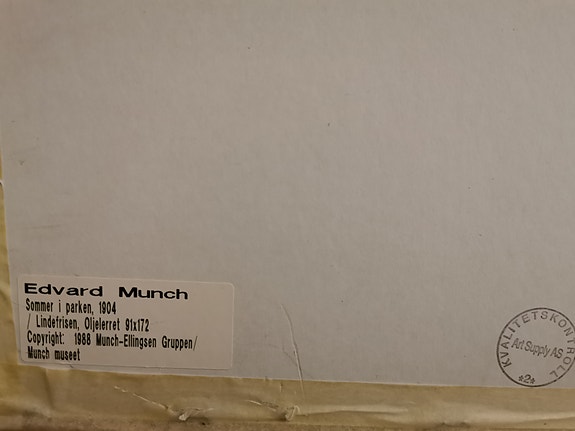 Edvard Munch
Sommer i parken, 1904
/ Lindefrisen, Oljelerret 91x172
Copyright: 1988 Munch-Ellingsen Gruppen/
Munch museet
KVALITETSKONTROLL
Art Supply AS
*2*